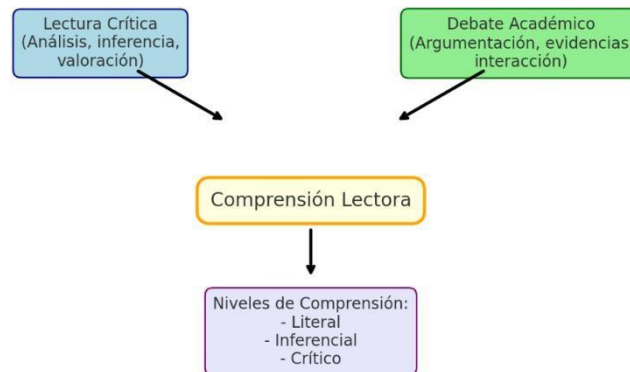 Lectura Crítica
(Análisis, inferencia,
valoración)
Debate Académico
(Argumentación, evidencias
interacción)
Comprensión Lectora
Niveles de Comprensión:
- Literal
- Inferencial
- Crítico